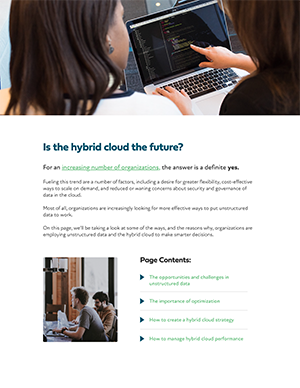 Is the hybrid cloud the future?
For an increasing number of organizations, the answer is a definite yes.
Fueling this trend are a number of factors, including a desire for greater flexibility, cost-effective
ways to scale on demand, and reduced or waning concerns about security and governance of
data in the cloud.
Most of all, organizations are increasingly looking for more effective ways to put unstructured
data to work.
On this page, we'll be taking a look at some of the ways, and the reasons why, organizations are
employing unstructured data and the hybrid cloud to make smarter decisions.
Page Contents:
The opportunities and challenges in
unstructured data
The importance of optimization
How to create a hybrid cloud strategy
How to manage hybrid cloud performance